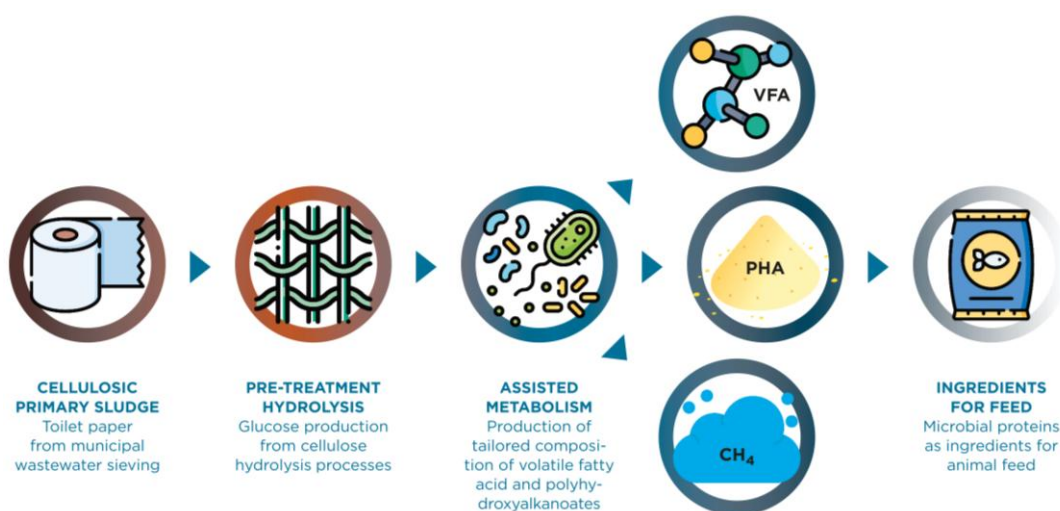 VFA
PHA
CH4
CELLULOSIC
PRIMARY SLUDGE
Toilet paper
from municipal
wastewater sieving
PRE-TREATMENT
HYDROLYSIS
Glucose production
from cellulose
hydrolysis processes
ASSISTED
METABOLISM
Production of
tailored composi-
tion of volatile fatty
acid and polyhy-
droxyalkanoates
INGREDIENTS
FOR FEED
Microbial proteins
as ingredients for
animal feed